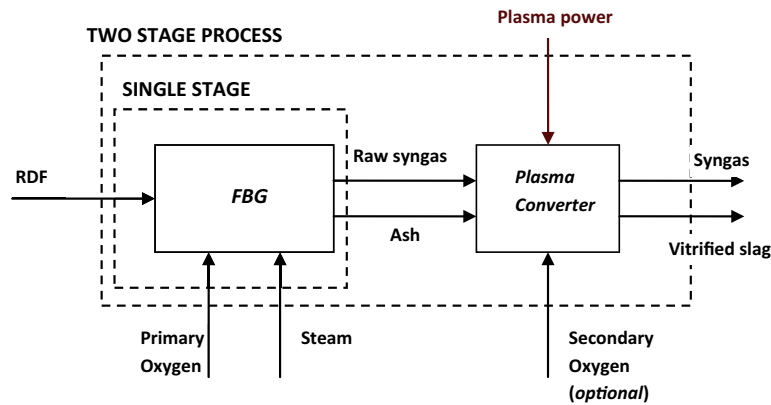 Plasma power
TWO STAGE PROCESS
SINGLE STAGE
RDF
FBG
Raw syngas
Ash
Plasma
Converter
Syngas
Vitrified slag
Primary
Oxygen
Steam
Secondary
Oxygen
(optional)